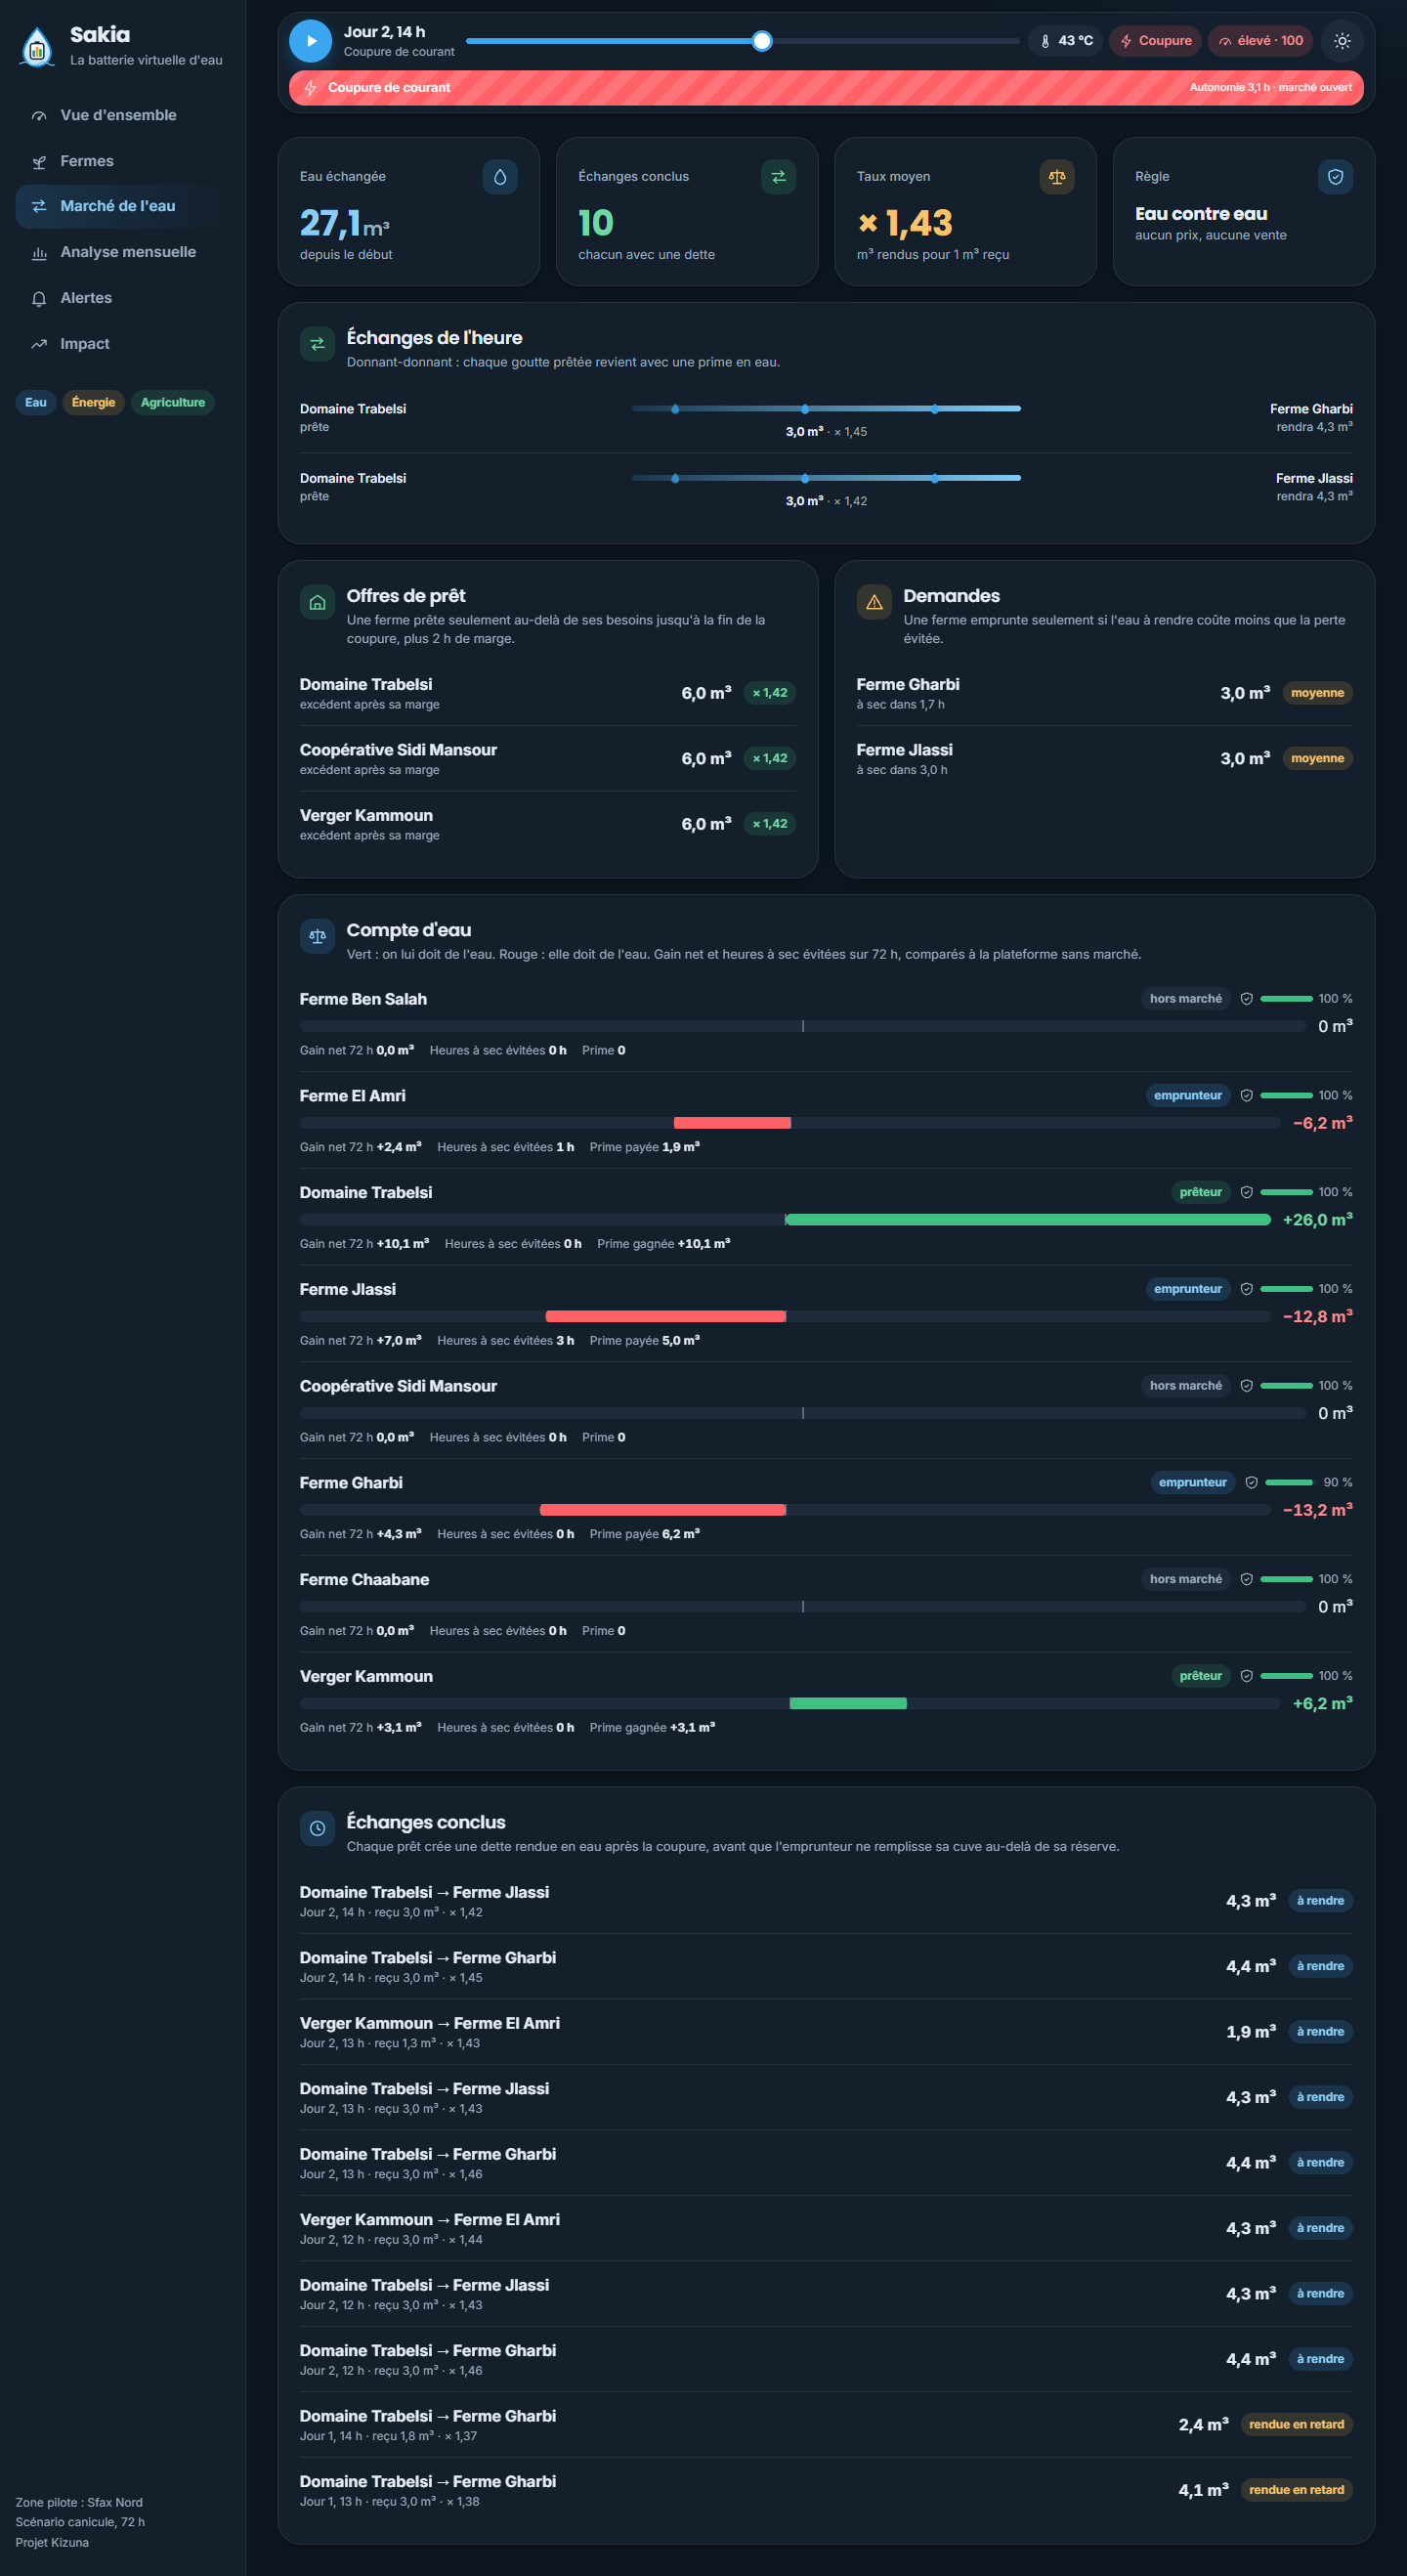 Sakia
La batterie virtuelle d'eau
Vue d'ensemble
Fermes
Marché de l'eau
Analyse mensuelle
Alertes
Impact
Eau
Énergie
Agriculture
Zone pilote : Sfax Nord
Scénario canicule, 72 h
Projet Kizuna
Jour 2, 14 h
Coupure de courant
43 °C
Coupure
élevé · 100
Coupure de courant
Autonomie 3,1 h · marché ouvert
Eau échangée
27,1 m³
depuis le début
Échanges conclus
10
chacun avec une dette
Taux moyen
× 1,43
m³ rendus pour 1 m³ reçu
Règle
Eau contre eau
aucun prix, aucune vente
Échanges de l'heure
Donnant-donnant : chaque goutte prêtée revient avec une prime en eau.
Domaine Trabelsi
prête
3,0 m³ · × 1,45
Ferme Gharbi
rendra 4,3 m³
Domaine Trabelsi
prête
3,0 m³ · × 1,42
Ferme Jlassi
rendra 4,3 m³
Offres de prêt
Une ferme prête seulement au-delà de ses besoins jusqu'à la fin de la
coupure, plus 2 h de marge.
Domaine Trabelsi
excédent après sa marge
6,0 m³ × 1,42
Coopérative Sidi Mansour
excédent après sa marge
6,0 m³ × 1,42
Verger Kammoun
excédent après sa marge
6,0 m³ × 1,42
Demandes
Une ferme emprunte seulement si l'eau à rendre coûte moins que la perte
évitée.
Ferme Gharbi
à sec dans 1,7 h
3,0 m³ moyenne
Ferme Jlassi
à sec dans 3,0 h
3,0 m³ moyenne
Compte d'eau
Vert : on lui doit de l'eau. Rouge : elle doit de l'eau. Gain net et heures à sec évitées sur 72 h, comparés à la plateforme sans marché.
Ferme Ben Salah hors marché 100 %
0 m³
Gain net 72 h 0,0 m³ Heures à sec évitées 0 h Prime 0
Ferme El Amri emprunteur 100 %
−6,2 m³
Gain net 72 h +2,4 m³ Heures à sec évitées 1 h Prime payée 1,9 m³
Domaine Trabelsi prêteur 100 %
+26,0 m³
Gain net 72 h +10,1 m³ Heures à sec évitées 0 h Prime gagnée +10,1 m³
Ferme Jlassi emprunteur 100 %
−12,8 m³
Gain net 72 h +7,0 m³ Heures à sec évitées 3 h Prime payée 5,0 m³
Coopérative Sidi Mansour hors marché 100 %
0 m³
Gain net 72 h 0,0 m³ Heures à sec évitées 0 h Prime 0
Ferme Gharbi emprunteur 90 %
−13,2 m³
Gain net 72 h +4,3 m³ Heures à sec évitées 0 h Prime payée 6,2 m³
Ferme Chaabane hors marché 100 %
0 m³
Gain net 72 h 0,0 m³ Heures à sec évitées 0 h Prime 0
Verger Kammoun prêteur 100 %
+6,2 m³
Gain net 72 h +3,1 m³ Heures à sec évitées 0 h Prime gagnée +3,1 m³
Échanges conclus
Chaque prêt crée une dette rendue en eau après la coupure, avant que l'emprunteur ne remplisse sa cuve au-delà de sa réserve.
Domaine Trabelsi → Ferme Jlassi
Jour 2, 14 h · reçu 3,0 m³ · × 1,42
4,3 m³ à rendre
Domaine Trabelsi → Ferme Gharbi
Jour 2, 14 h · reçu 3,0 m³ · × 1,45
4,4 m³ à rendre
Verger Kammoun → Ferme El Amri
Jour 2, 13 h · reçu 1,3 m³ · × 1,43
1,9 m³ à rendre
Domaine Trabelsi → Ferme Jlassi
Jour 2, 13 h · reçu 3,0 m³ · × 1,43
4,3 m³ à rendre
Domaine Trabelsi → Ferme Gharbi
Jour 2, 13 h · reçu 3,0 m³ · × 1,46
4,4 m³ à rendre
Verger Kammoun → Ferme El Amri
Jour 2, 12 h · reçu 3,0 m³ · × 1,44
4,3 m³ à rendre
Domaine Trabelsi → Ferme Jlassi
Jour 2, 12 h · reçu 3,0 m³ · × 1,43
4,3 m³ à rendre
Domaine Trabelsi → Ferme Gharbi
Jour 2, 12 h · reçu 3,0 m³ · × 1,46
4,4 m³ à rendre
Domaine Trabelsi → Ferme Gharbi
Jour 1, 14 h · reçu 1,8 m³ · × 1,37
2,4 m³ rendue en retard
Domaine Trabelsi → Ferme Gharbi
Jour 1, 13 h · reçu 3,0 m³ · × 1,38
4,1 m³ rendue en retard